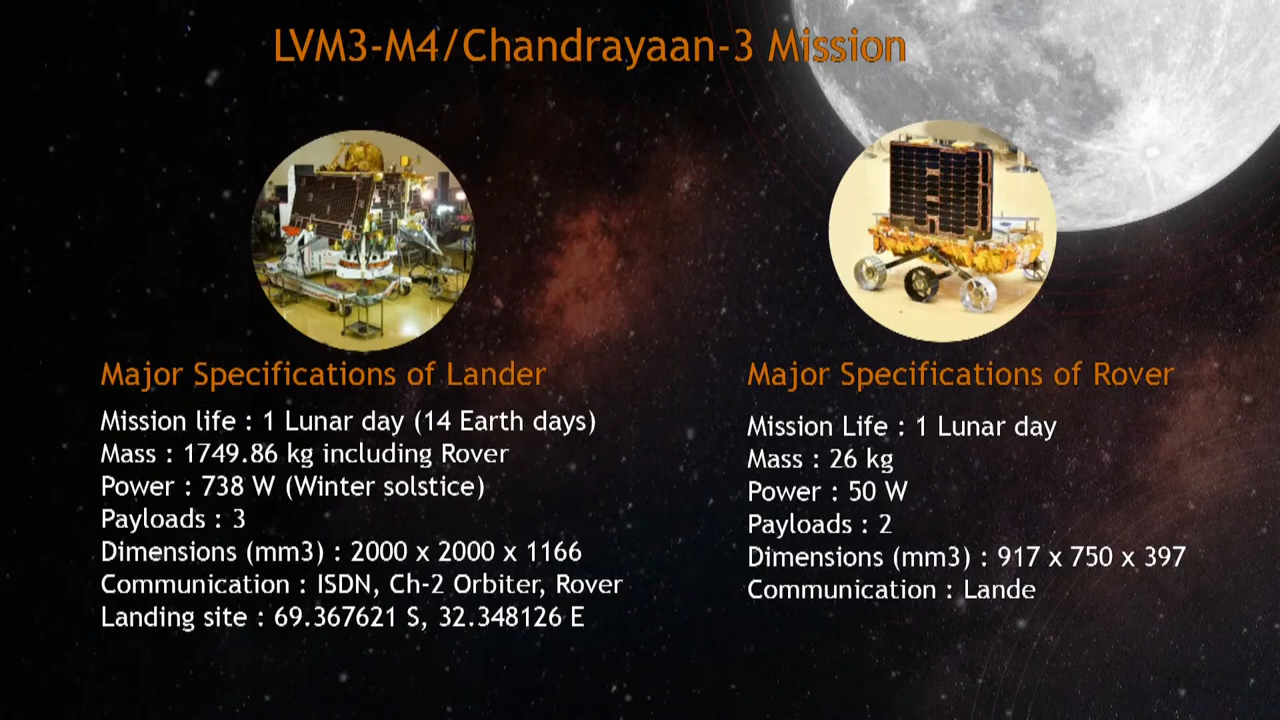 LVM3-M4/Chandrayaan-3 Mission
Major Specifications of Lander
Mission life : 1 Lunar day (14 Earth days)
Mass : 1749.86 kg including Rover
Power : 738 W (Winter solstice)
Payloads : 3
Dimensions (mm3) : 2000 x 2000 x 1166
Communication : ISDN, Ch-2 Orbiter, Rover
Landing site : 69.367621 S, 32.348126 E
Major Specifications of Rover
Mission Life : 1 Lunar day
Mass : 26 kg
Power : 50 W
Payloads : 2
Dimensions (mm3) : 917 x 750 x 397
Communication : Lande